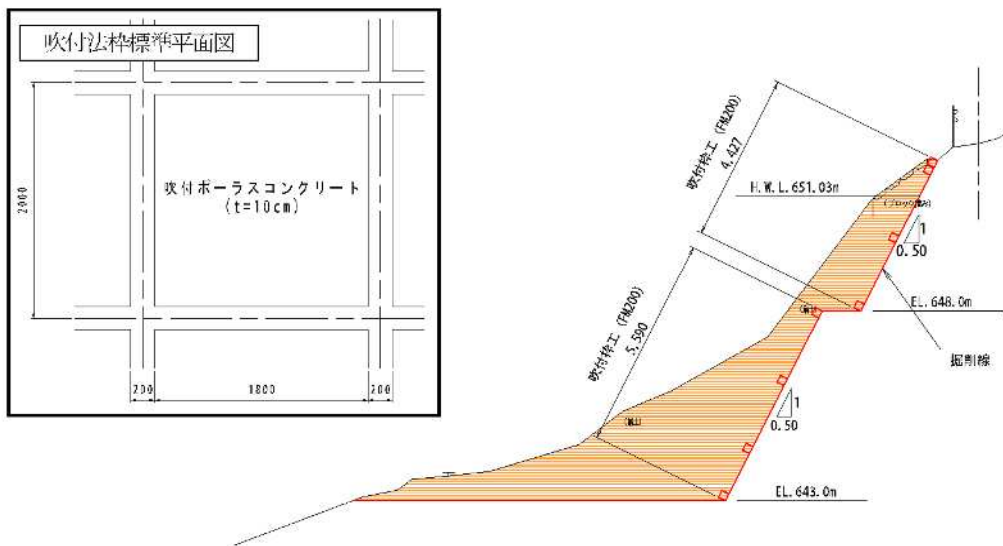 吹付法枠標準平面図
2000
吹付ポーラスコンクリート
(t=10cm)
200
1800
200
吹付枠工 (FM200)
4,427
H.W.L.651.03m
1
0.50
EL.648.0m
吹付枠工 (FM200)
5,590
掘削線
1
0.50
EL.643.0m